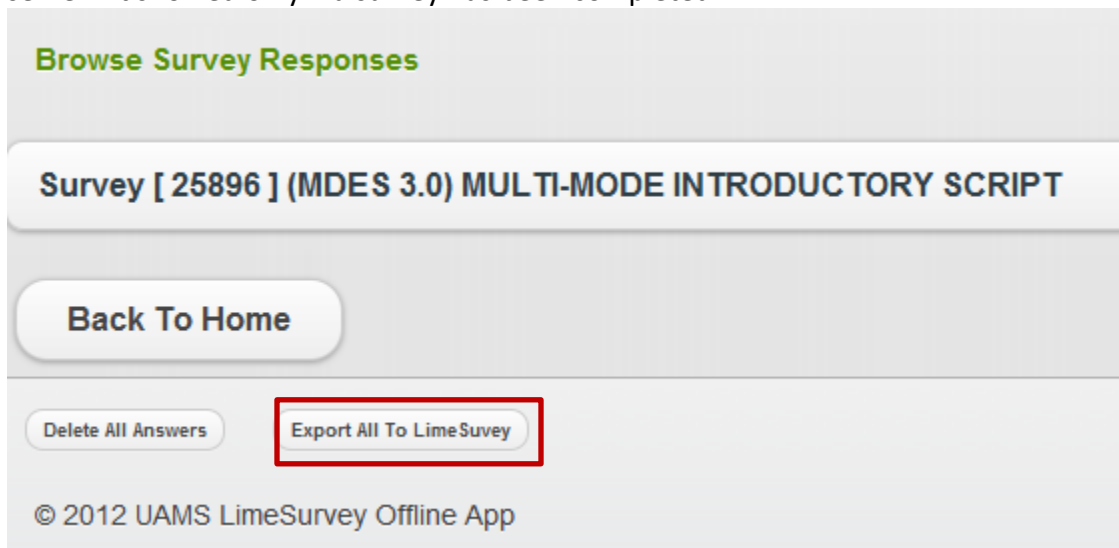 Browse Survey Responses
Survey [ 25896 ] (MDES 3.0) MULTI-MODE INTRODUCTORY SCRIPT
Back To Home
Delete All Answers Export All To LimeSuvey
© 2012 UAMS LimeSurvey Offline App